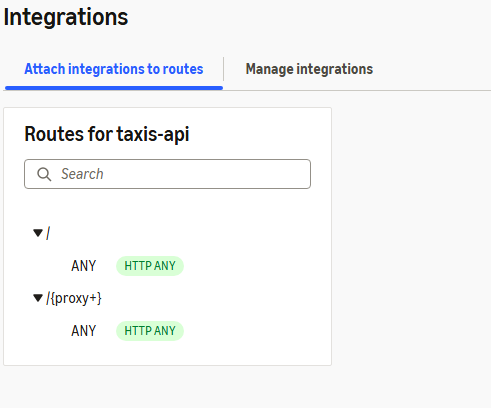 Integrations
Attach integrations to routes Manage integrations
Routes for taxis-api
Search
/
ANY HTTP ANY
/{proxy+}
ANY HTTP ANY